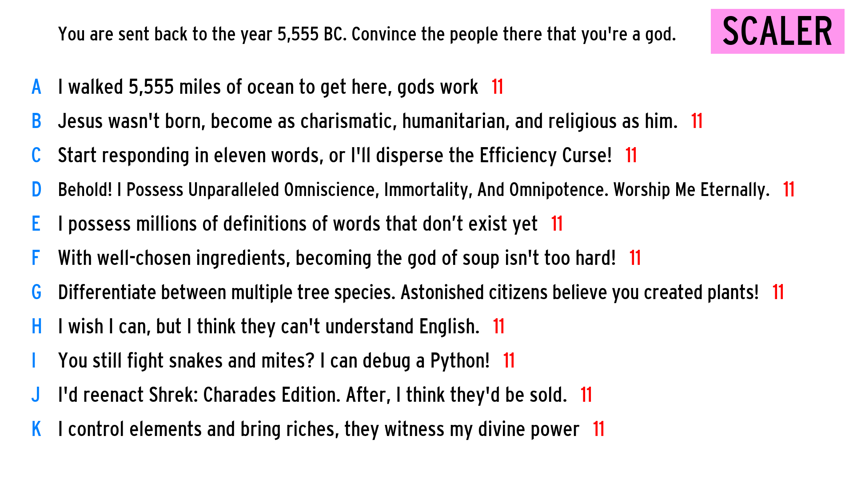 You are sent back to the year 5,555 BC. Convince the people there that you're a god.
SCALER
A I walked 5,555 miles of ocean to get here, gods work 11
B Jesus wasn't born, become as charismatic, humanitarian, and religious as him. 11
C Start responding in eleven words, or I'll disperse the Efficiency Curse! 11
D Behold! I Possess Unparalleled Omniscience, Immortality, And Omnipotence. Worship Me Eternally. 11
E I possess millions of definitions of words that don’t exist yet 11
F With well-chosen ingredients, becoming the god of soup isn't too hard! 11
G Differentiate between multiple tree species. Astonished citizens believe you created plants! 11
H I wish I can, but I think they can't understand English. 11
I You still fight snakes and mites? I can debug a Python! 11
J I'd reenact Shrek: Charades Edition. After, I think they'd be sold. 11
K I control elements and bring riches, they witness my divine power 11